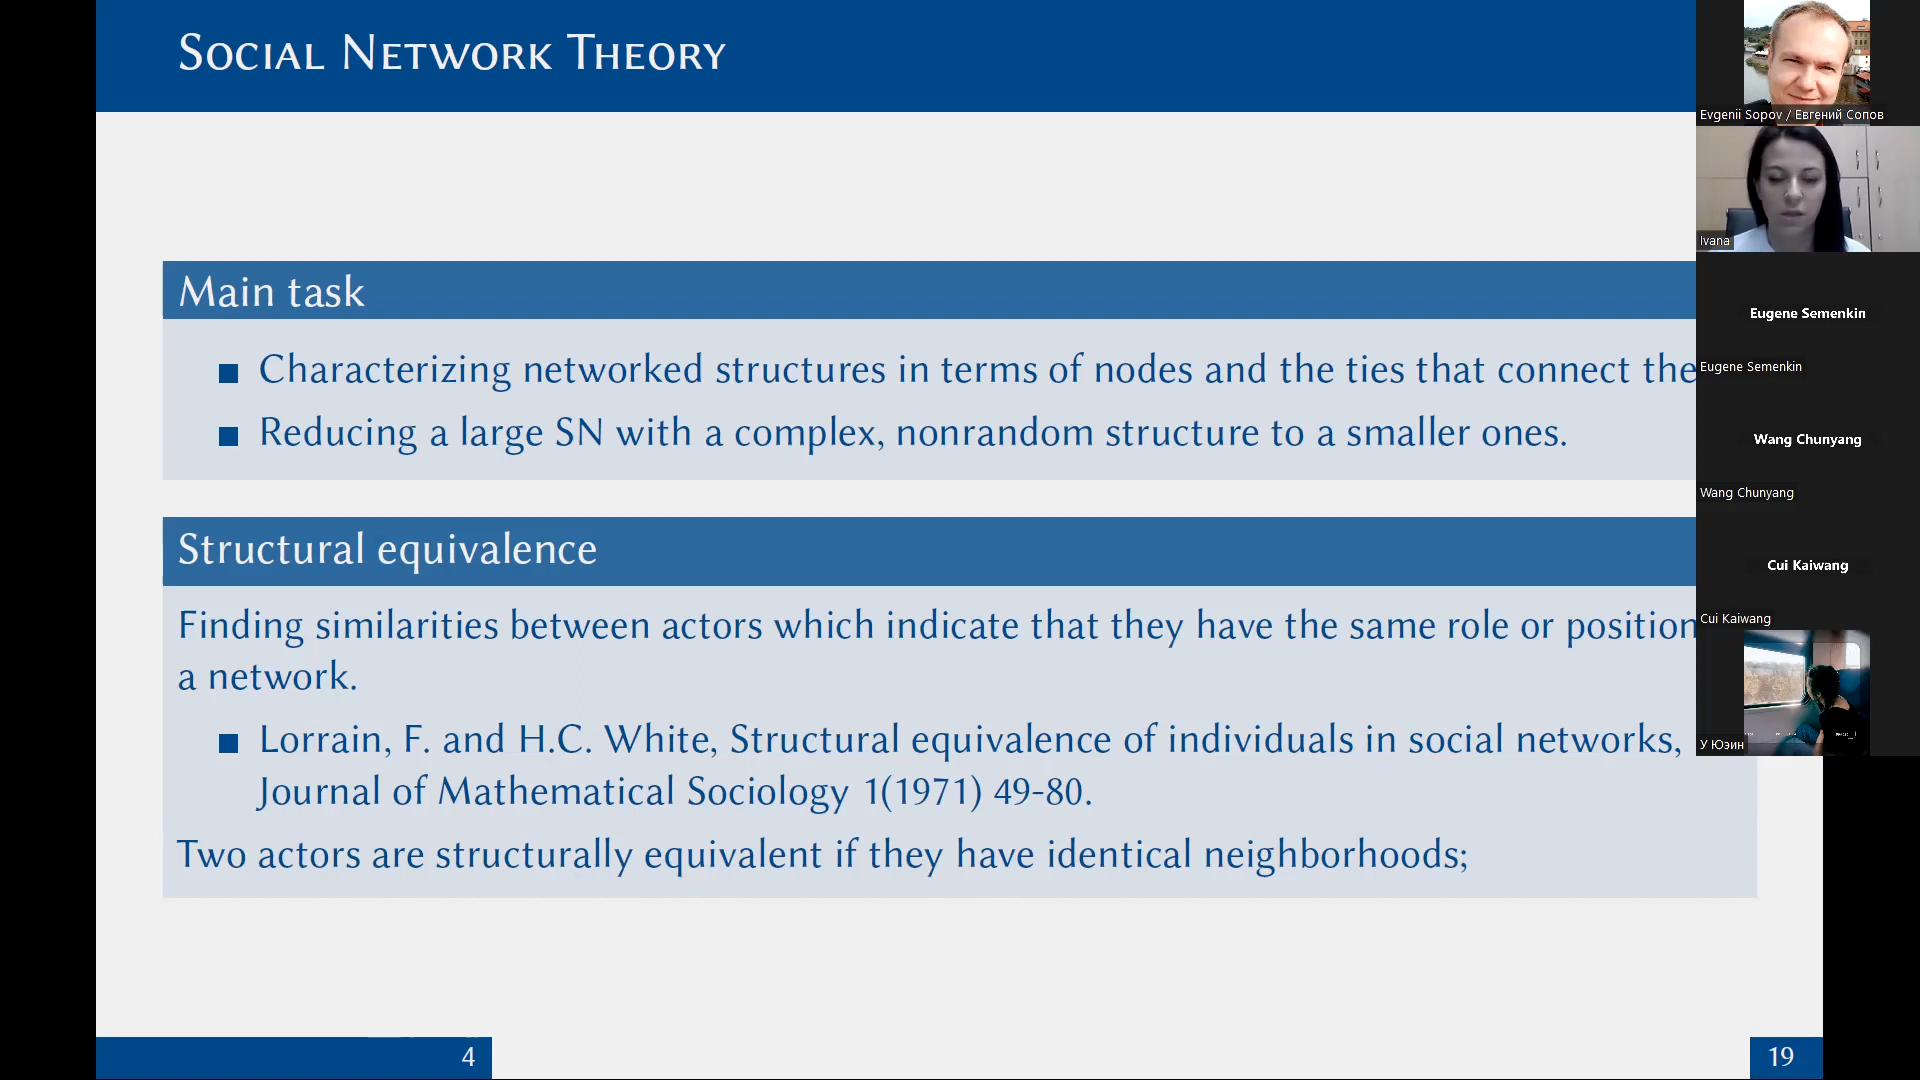 Social Network Theory
Main task
Characterizing networked structures in terms of nodes and the ties that connect the
Reducing a large SN with a complex, nonrandom structure to a smaller ones.
Structural equivalence
Finding similarities between actors which indicate that they have the same role or position
a network.
Lorrain, F. and H.C. White, Structural equivalence of individuals in social networks,
Journal of Mathematical Sociology 1(1971) 49-80.
Two actors are structurally equivalent if they have identical neighborhoods;
4
19
Evgenii Sopov / Евгений Сопов
Ivana
Eugene Semenkin
Eugene Semenkin
Wang Chunyang
Wang Chunyang
Cui Kaiwang
Cui Kaiwang
У Юэин